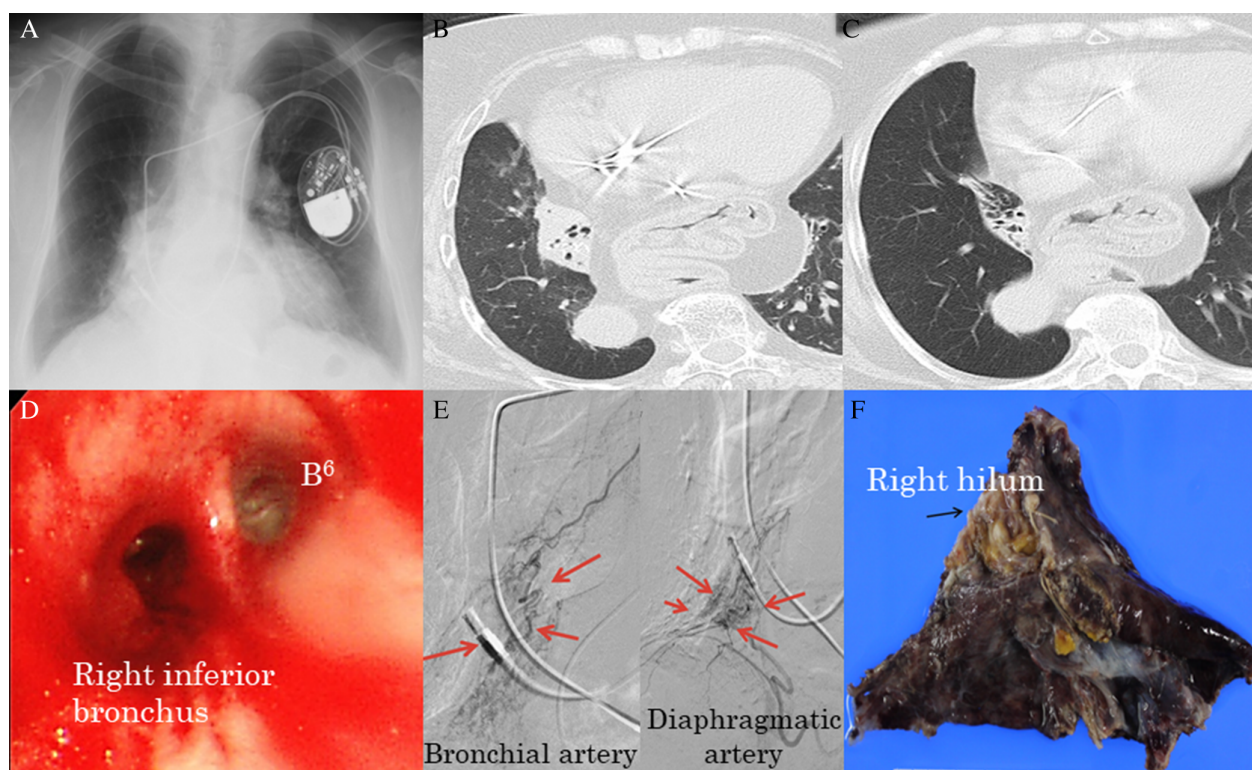 A
B
C
D
B⁶
Right inferior
bronchus
E
Bronchial artery
Diaphragmatic
artery
F
Right hilum